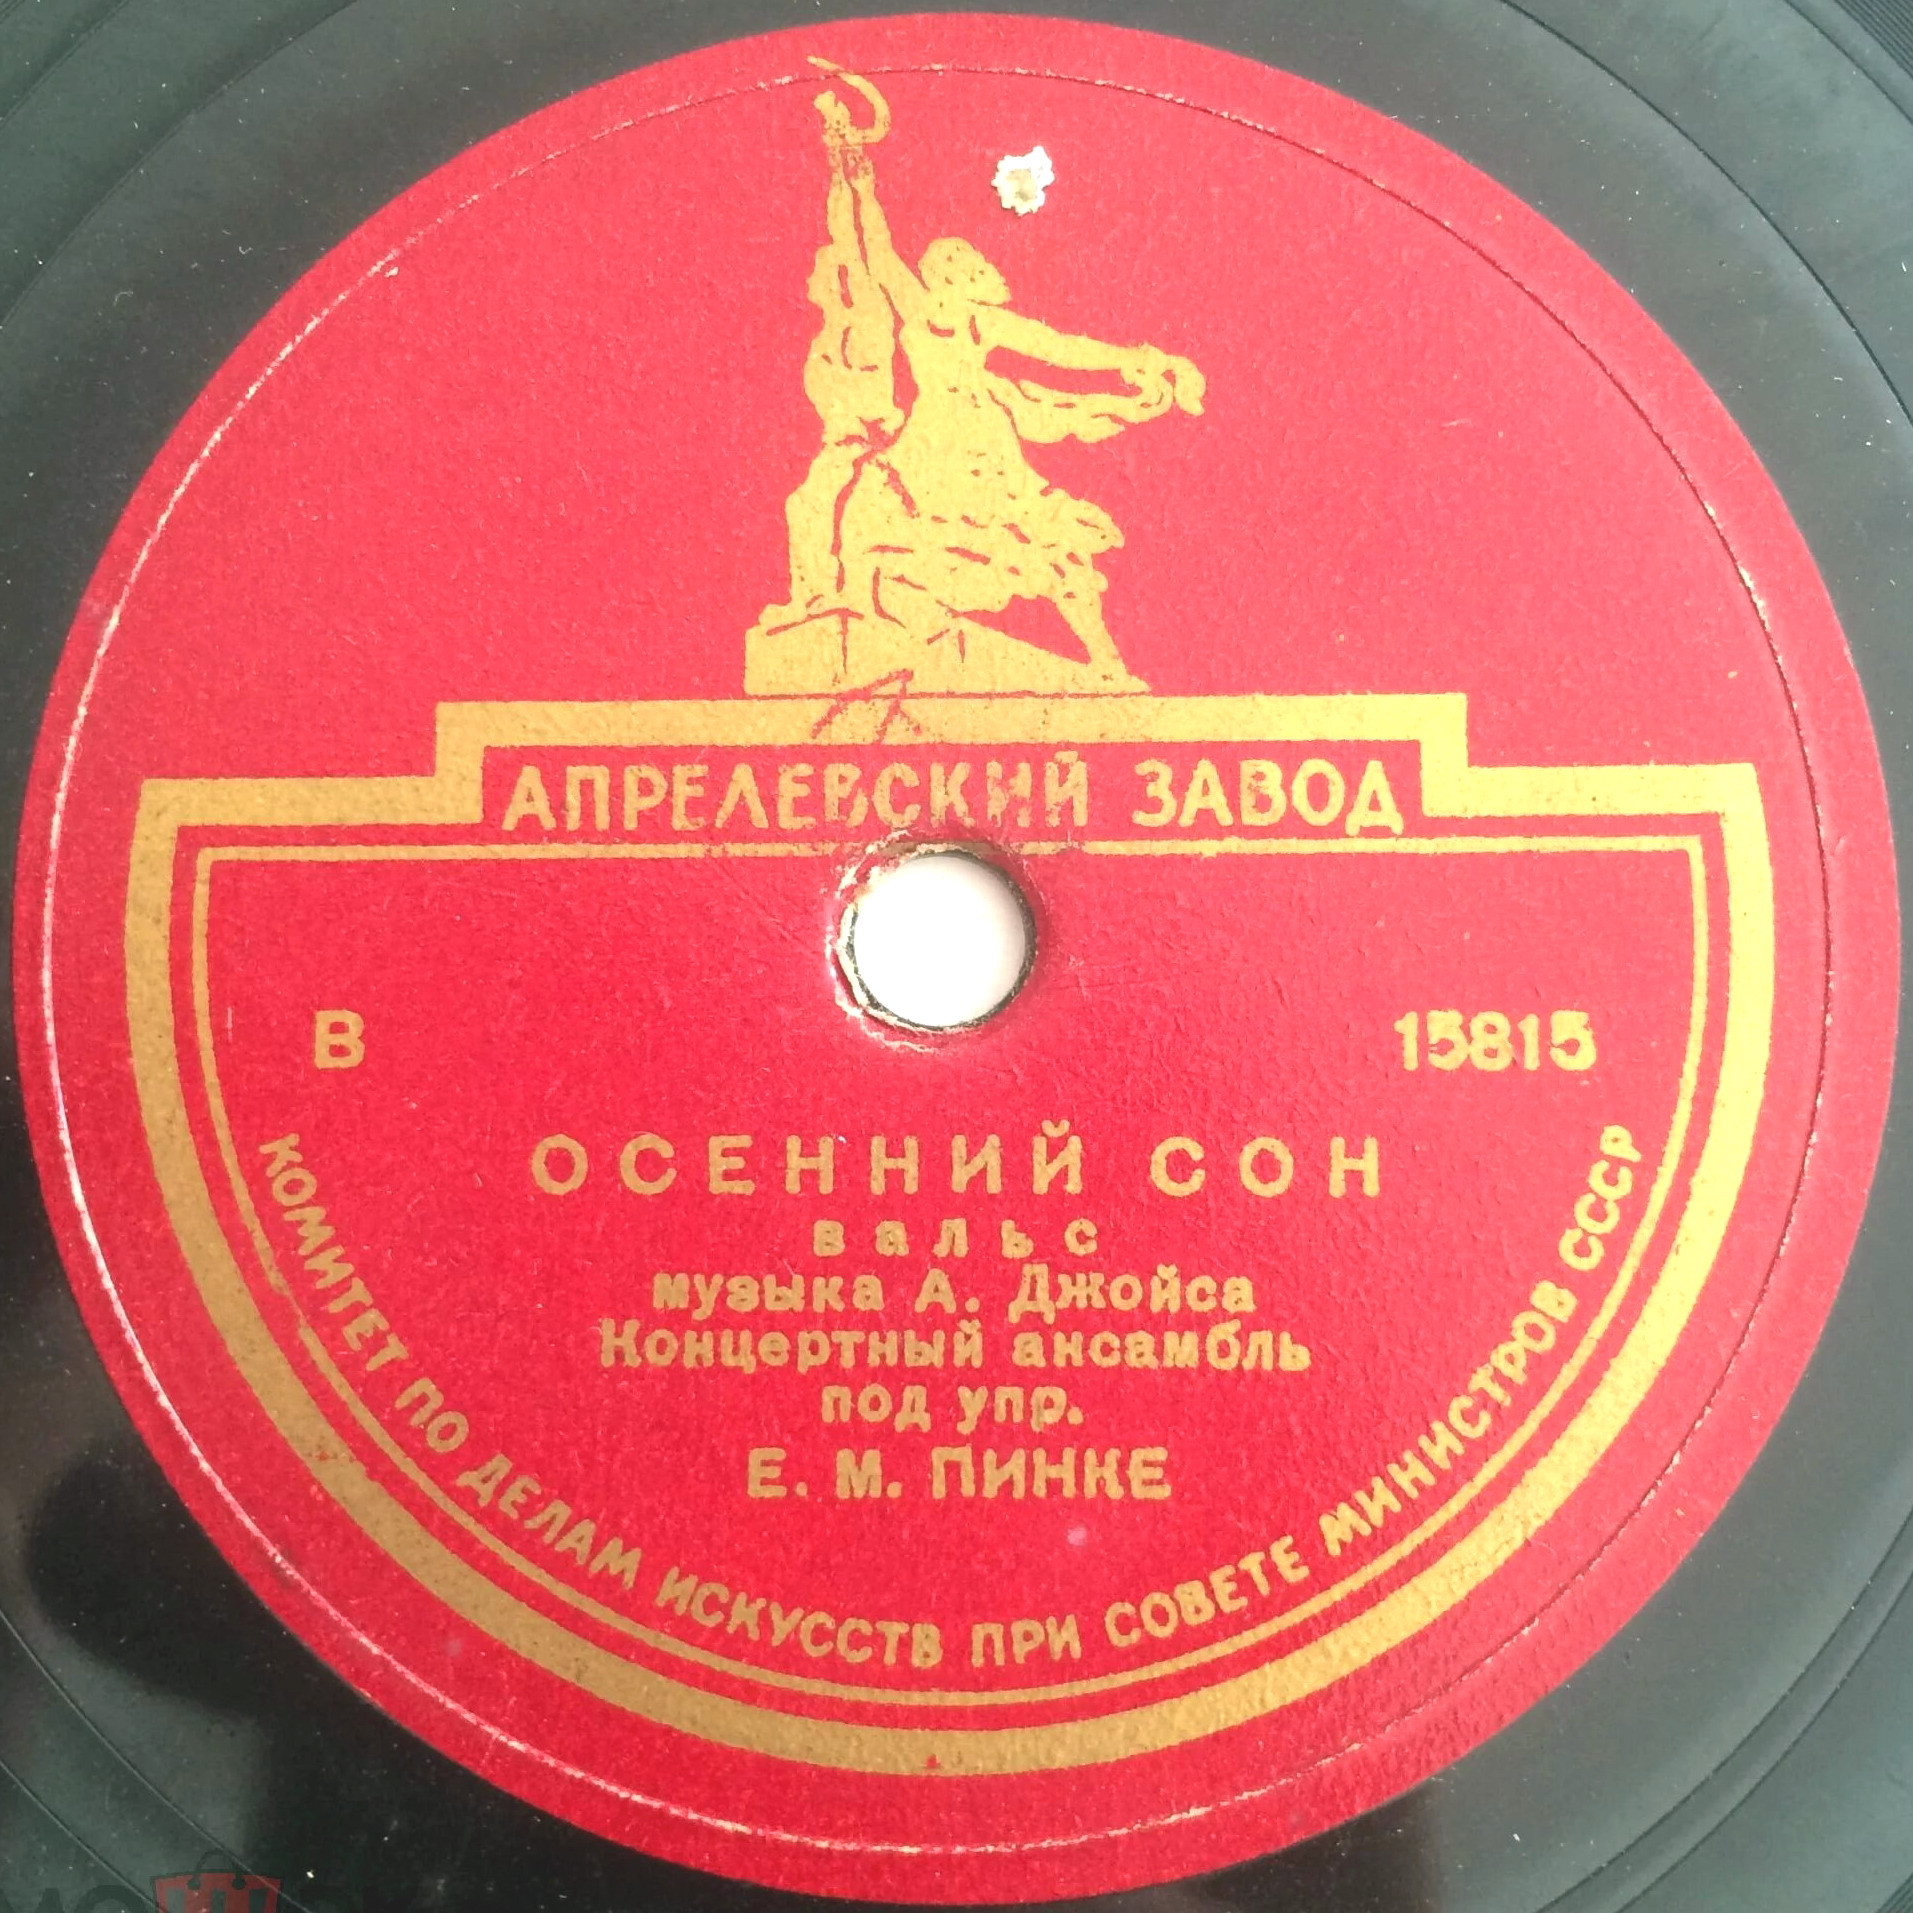 АПРЕЛЕВСКИЙ ЗАВОД
В 15815
ОСЕННИЙ СОН
вальс
музыка А. Джойса
Концертный ансамбль
под упр.
Е. М. ПИНКЕ
КОМИТЕТ ПО ДЕЛАМ ИСКУССТВ ПРИ СОВЕТЕ МИНИСТРОВ СССР